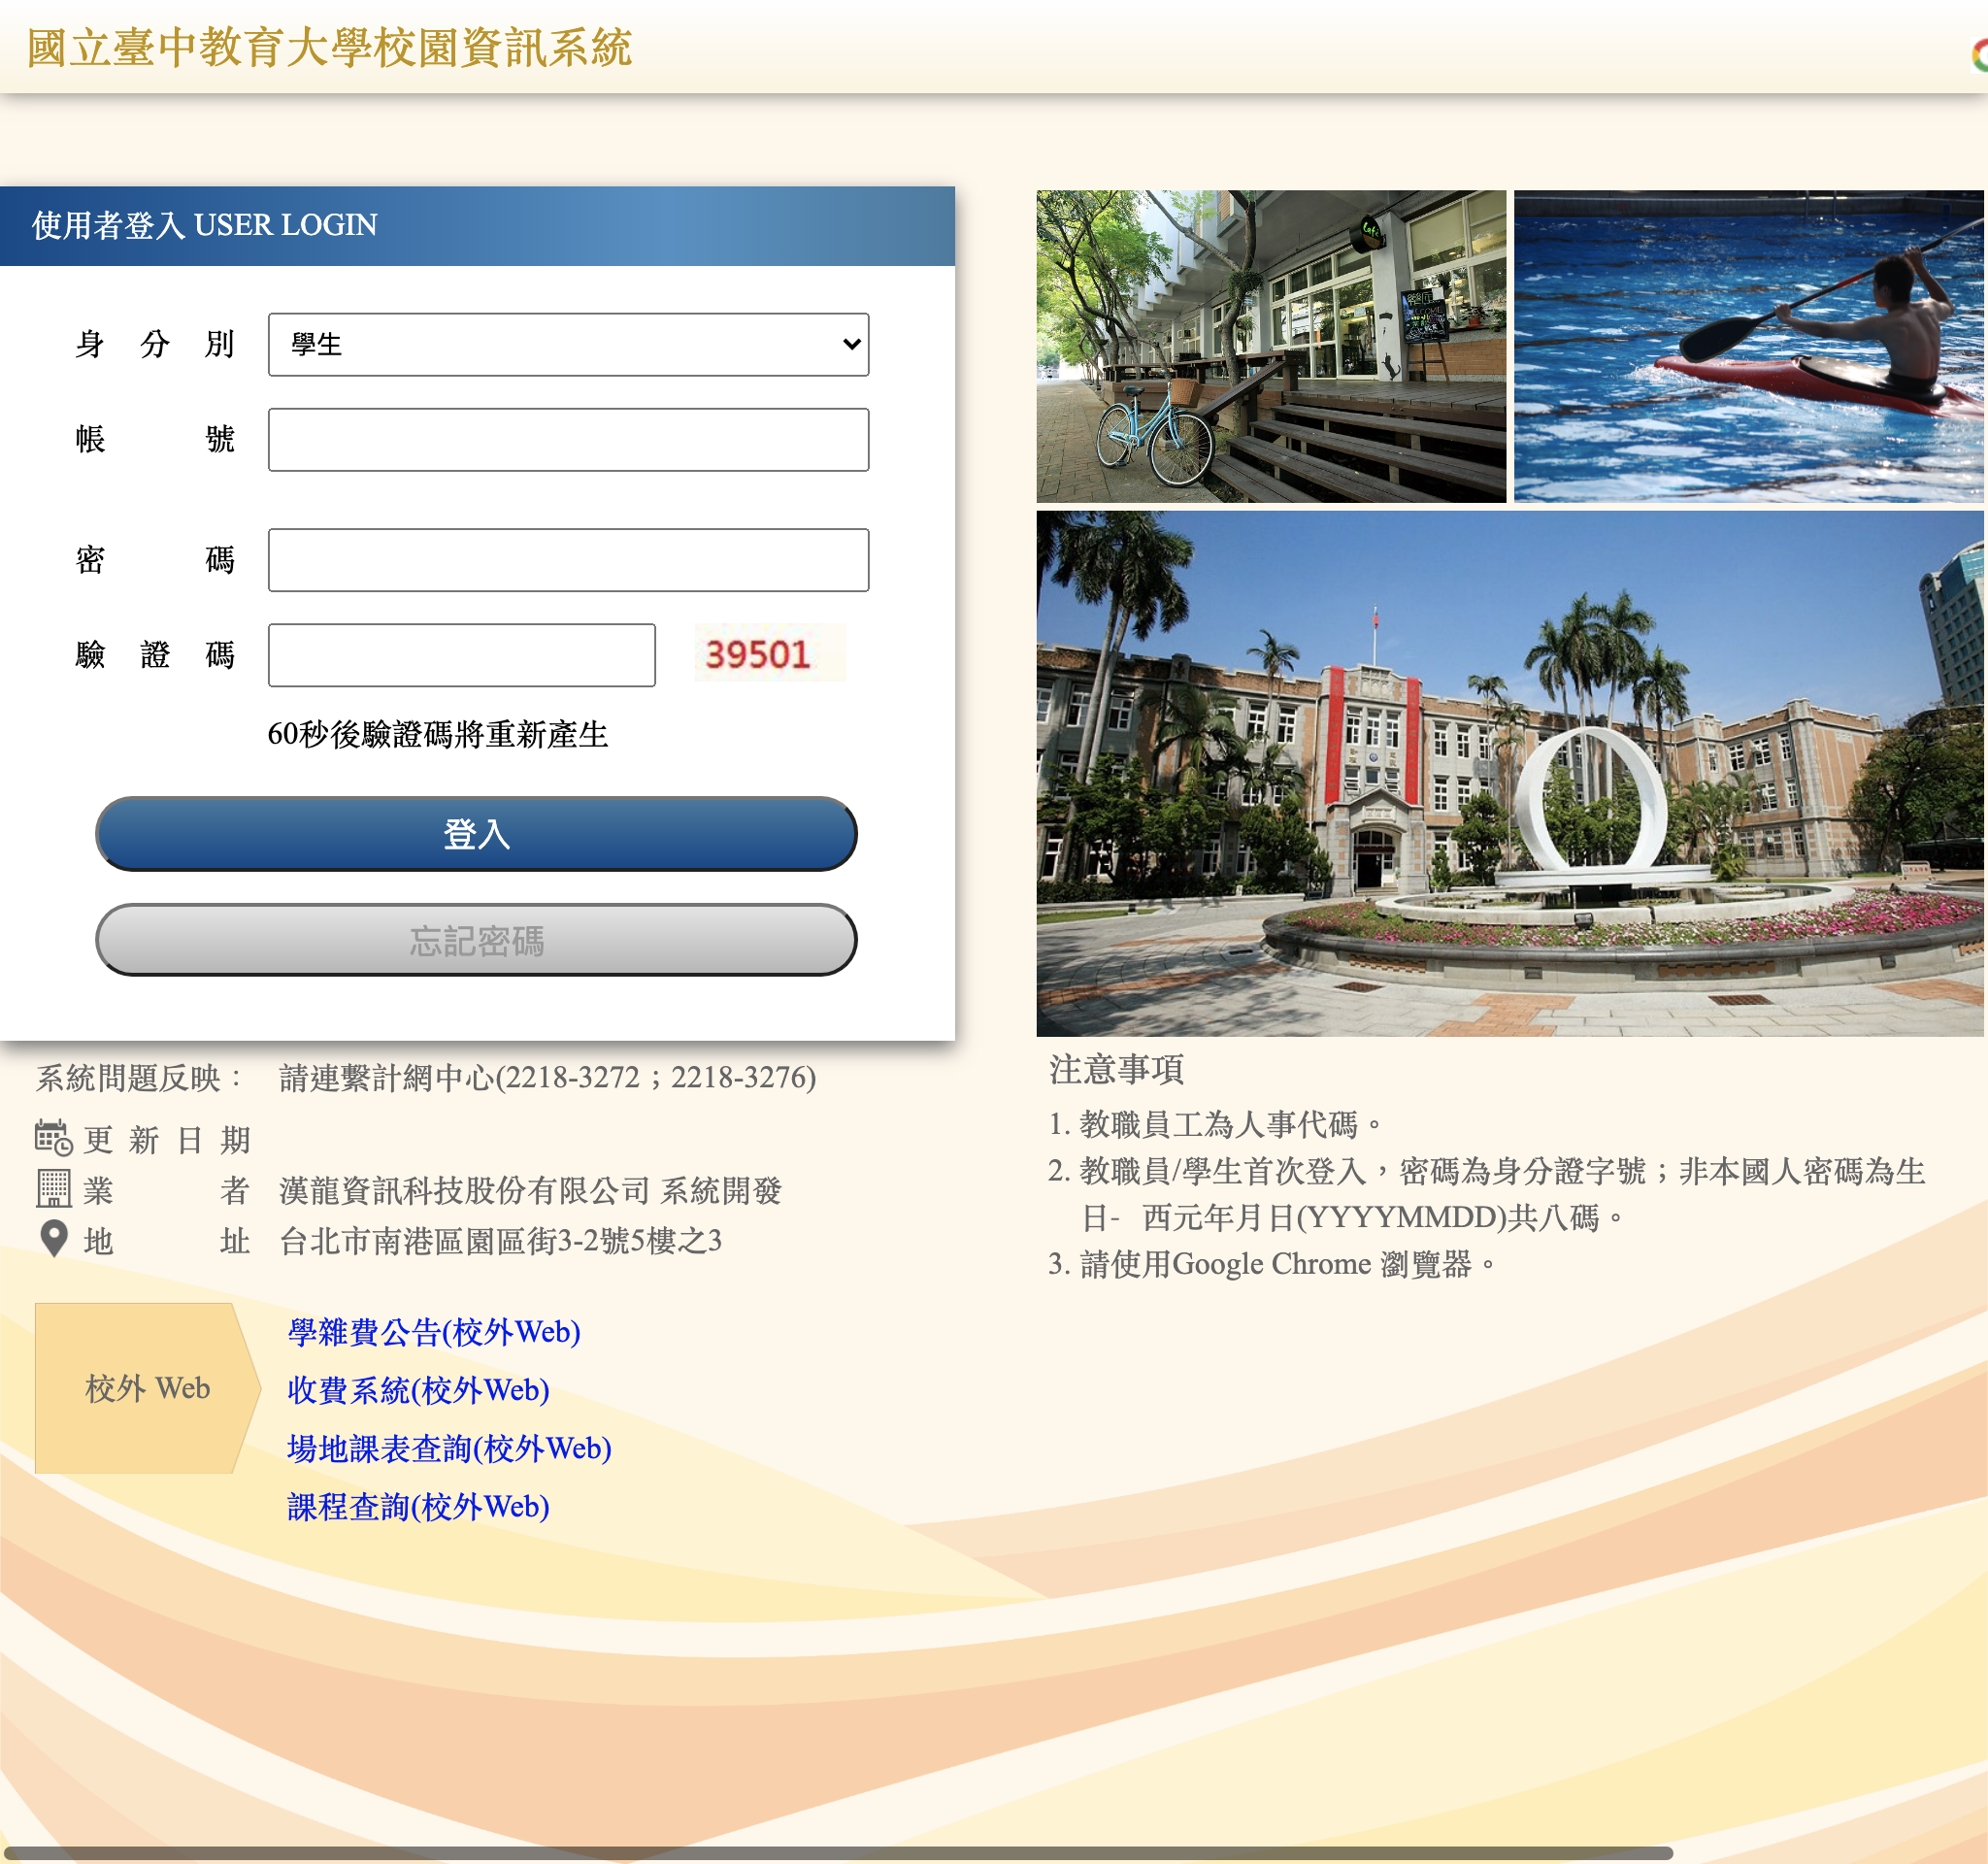 國立臺中教育大學校園資訊系統
使用者登入 USER LOGIN
身分別 學生
帳號
密碼
驗證碼 39501
60秒後驗證碼將重新產生
登入
忘記密碼
系統問題反映： 請連繫計網中心(2218-3272；2218-3276)
更新日期
業者 漢龍資訊科技股份有限公司 系統開發
地址 台北市南港區園區街3-2號5樓之3
校外 Web
學雜費公告(校外Web)
收費系統(校外Web)
場地課表查詢(校外Web)
課程查詢(校外Web)
Café
注意事項
1. 教職員工為人事代碼。
2. 教職員/學生首次登入，密碼為身分證字號；非本國人密碼為生
日- 西元年月日(YYYYMMDD)共八碼。
3. 請使用Google Chrome 瀏覽器。